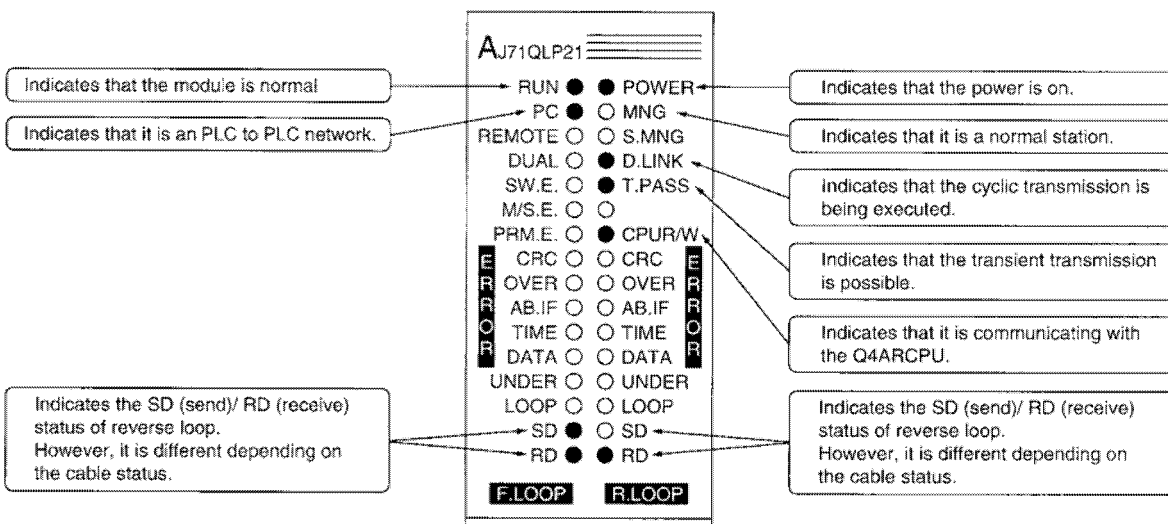 AJ71QLP21
Indicates that the module is normal
Indicates that it is an PLC to PLC network.
Indicates the SD (send)/ RD (receive)
status of reverse loop.
However, it is different depending on
the cable status.
RUN POWER
PC MNG
REMOTE S.MNG
DUAL D.LINK
SW.E. T.PASS
M/S.E.
PRM.E. CPUR/W
CRC CRC
OVER OVER
AB.IF AB.IF
TIME TIME
DATA DATA
UNDER UNDER
LOOP LOOP
SD SD
RD RD
ERROR ERROR
F.LOOP R.LOOP
Indicates that the power is on.
Indicates that it is a normal station.
Indicates that the cyclic transmission is
being executed.
Indicates that the transient transmission
is possible.
Indicates that it is communicating with
the Q4ARCPU.
Indicates the SD (send)/ RD (receive)
status of reverse loop.
However, it is different depending on
the cable status.